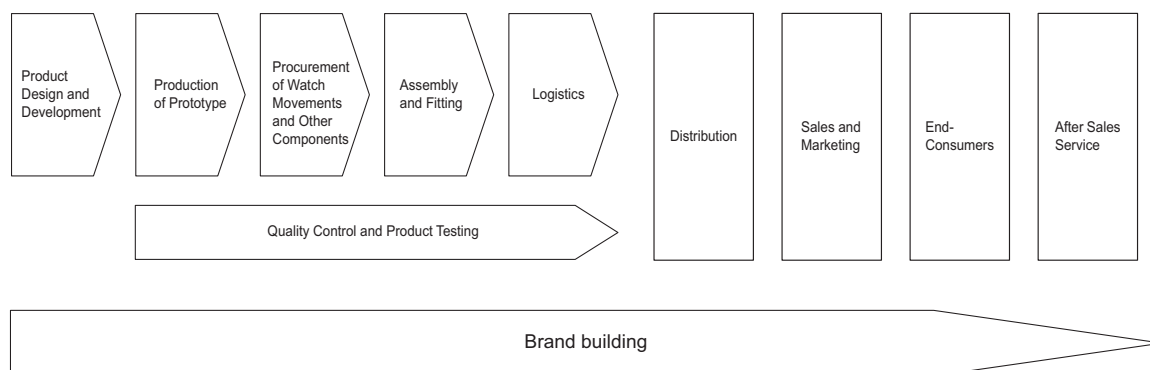 Product
Design and
Development
Production
of Prototype
Procurement
of Watch
Movements
and Other
Components
Assembly
and Fitting
Logistics
Distribution
Sales and
Marketing
End-
Consumers
After Sales
Service
Quality Control and Product Testing
Brand building